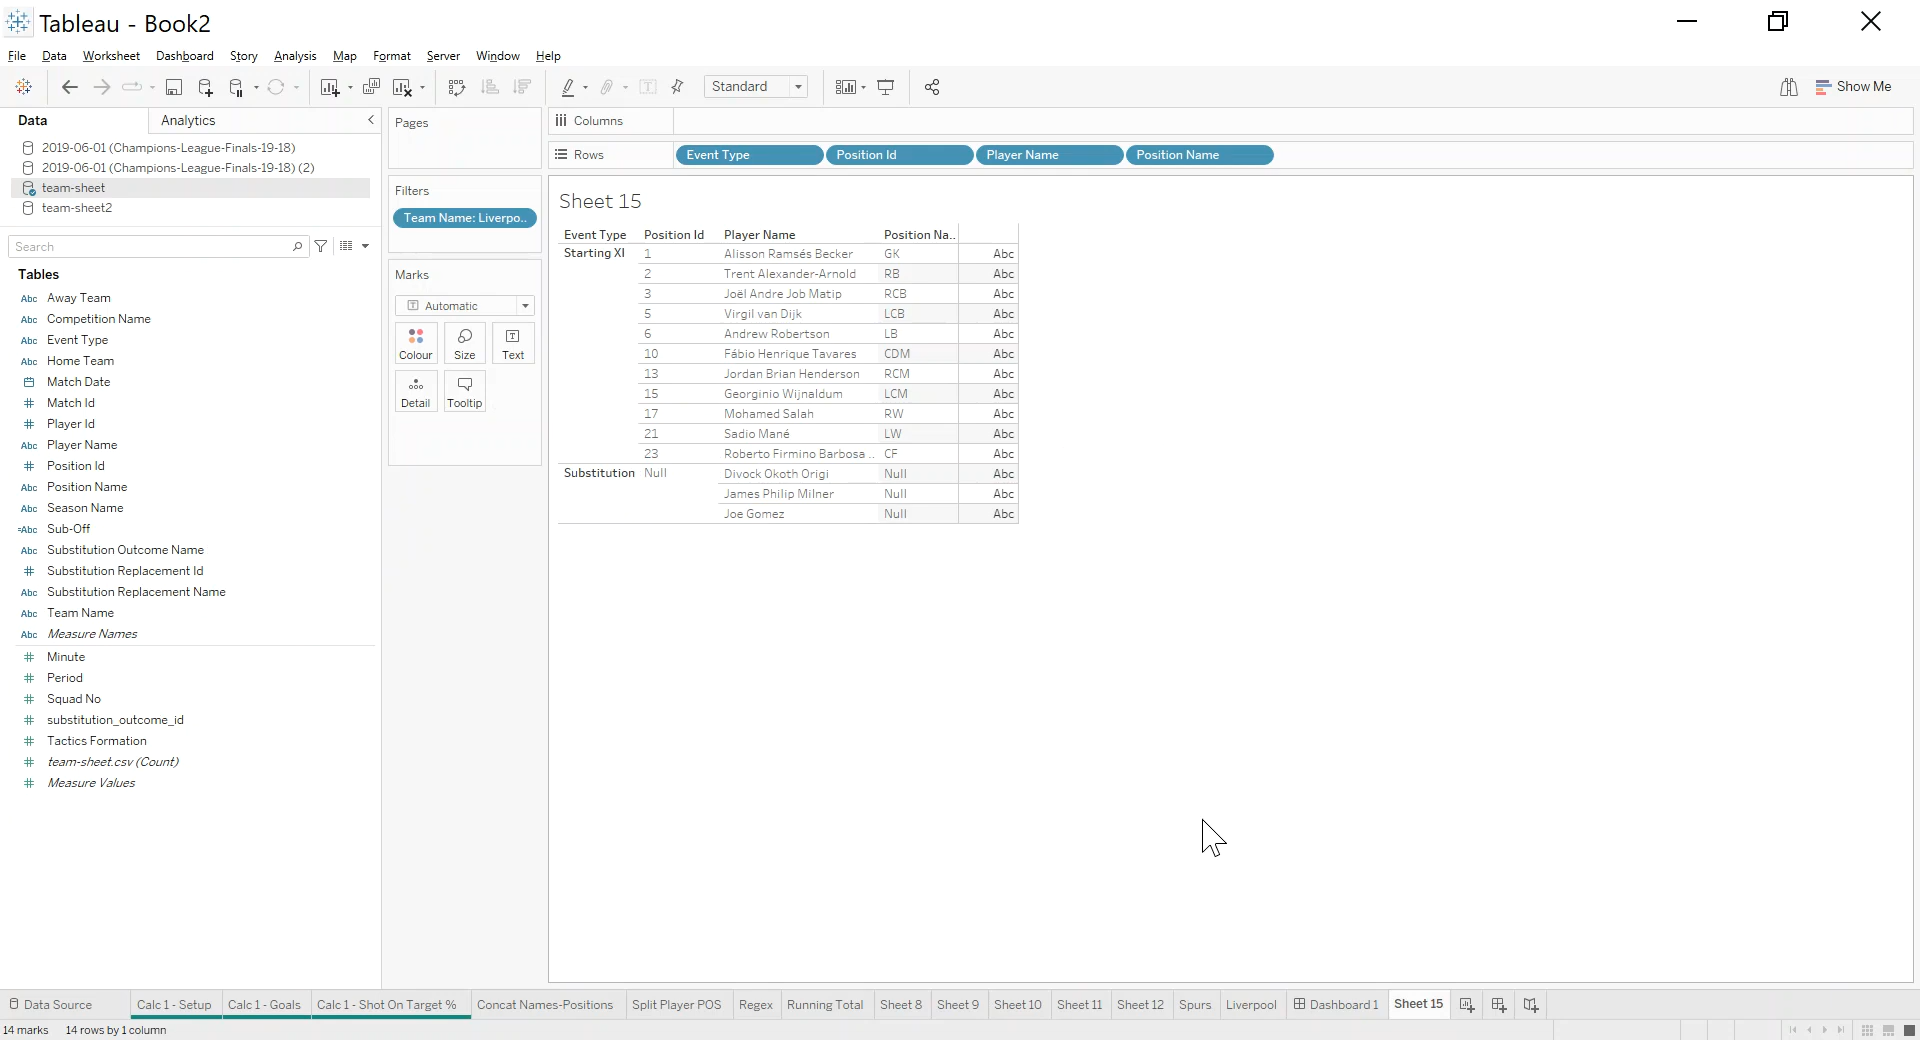 Tableau - Book2
File Data Worksheet Dashboard Story Analysis Map Format Server Window Help
Standard
Show Me
Data Analytics
2019-06-01 (Champions-League-Finals-19-18)
2019-06-01 (Champions-League-Finals-19-18) (2)
team-sheet
team-sheet2
Search
Tables
Abc Away Team
Abc Competition Name
Abc Event Type
Abc Home Team
Match Date
# Match Id
# Player Id
Abc Player Name
# Position Id
Abc Position Name
Abc Season Name
=Abc Sub-Off
Abc Substitution Outcome Name
# Substitution Replacement Id
Abc Substitution Replacement Name
Abc Team Name
Abc Measure Names
# Minute
# Period
# Squad No
# substitution_outcome_id
# Tactics Formation
# team-sheet.csv (Count)
# Measure Values
Pages
Filters
Team Name: Liverpo..
Marks
Automatic
Colour Size Text
Detail Tooltip
Columns
Rows Event Type Position Id Player Name Position Name
Sheet 15
Event Type Position Id Player Name Position Na..
Starting XI 1 Alisson Ramsés Becker GK Abc
2 Trent Alexander-Arnold RB Abc
3 Joël Andre Job Matip RCB Abc
5 Virgil van Dijk LCB Abc
6 Andrew Robertson LB Abc
10 Fábio Henrique Tavares CDM Abc
13 Jordan Brian Henderson RCM Abc
15 Georginio Wijnaldum LCM Abc
17 Mohamed Salah RW Abc
21 Sadio Mané LW Abc
23 Roberto Firmino Barbosa .. CF Abc
Substitution Null Divock Okoth Origi Null Abc
James Philip Milner Null Abc
Joe Gomez Null Abc
Data Source Calc 1 - Setup Calc 1 - Goals Calc 1 - Shot On Target % Concat Names-Positions Split Player POS Regex Running Total Sheet 8 Sheet 9 Sheet 10 Sheet 11 Sheet 12 Spurs Liverpool Dashboard 1 Sheet 15
14 marks 14 rows by 1 column